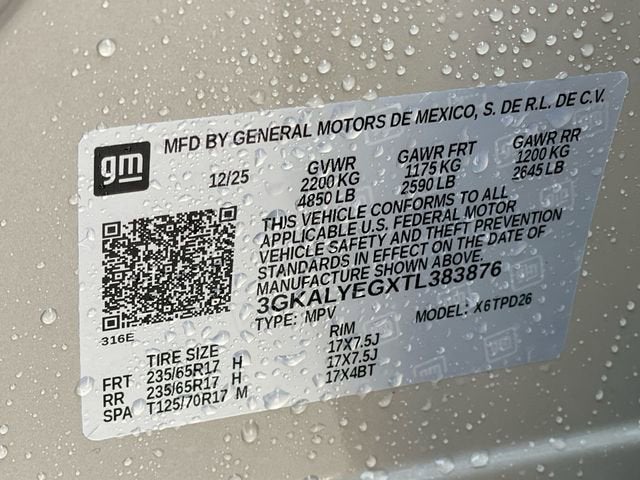 gm
MFD BY GENERAL MOTORS DE MEXICO, S. DE R.L. DE C.V.
12/25 GVWR GAWR FRT GAWR RR
2200 KG 1175 KG 1200 KG
4850 LB 2590 LB 2645 LB
THIS VEHICLE CONFORMS TO ALL
APPLICABLE U.S. FEDERAL MOTOR
VEHICLE SAFETY AND THEFT PREVENTION
STANDARDS IN EFFECT ON THE DATE OF
MANUFACTURE SHOWN ABOVE.
3GKALYEGXTL383876
TYPE: MPV MODEL: X6TPD26
316E
TIRE SIZE RIM
FRT 235/65R17 H 17X7.5J
RR 235/65R17 H 17X7.5J
SPA T125/70R17 M 17X4BT